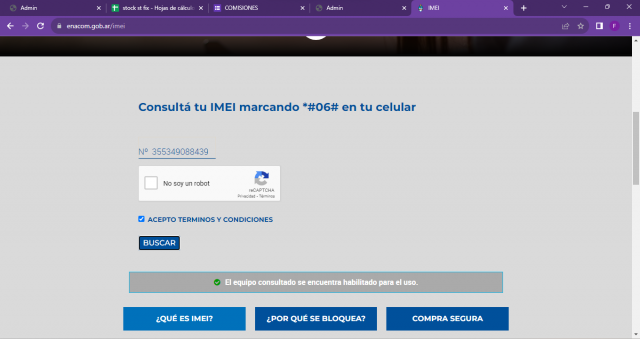 Admin
stock st fix - Hojas de cálculo
COMISIONES
Admin
IMEI
enacom.gob.ar/imei
F
Consultá tu IMEI marcando *#06# en tu celular
Nº 355349088439
No soy un robot
reCAPTCHA
Privacidad - Términos
ACEPTO TERMINOS Y CONDICIONES
BUSCAR
El equipo consultado se encuentra habilitado para el uso.
¿QUÉ ES IMEI?
¿POR QUÉ SE BLOQUEA?
COMPRA SEGURA